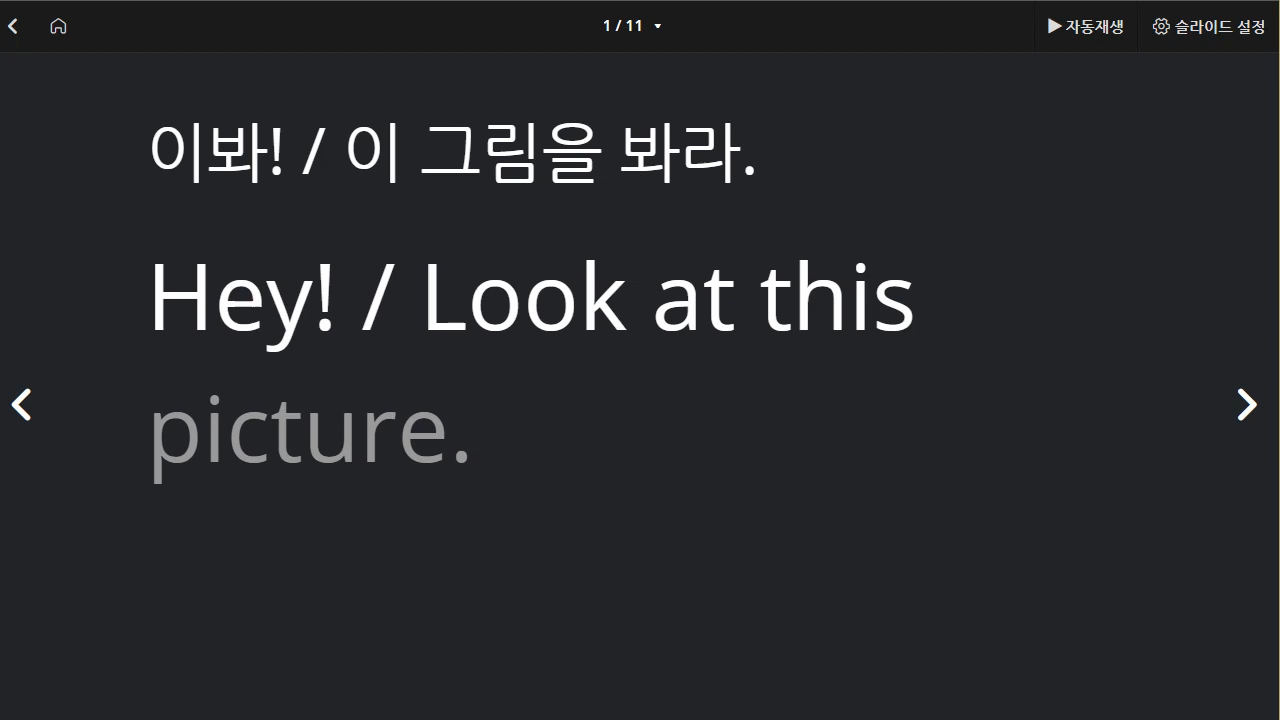 1 / 11
자동재생
슬라이드 설정
이봐! / 이 그림을 봐라.
Hey! / Look at this
picture.